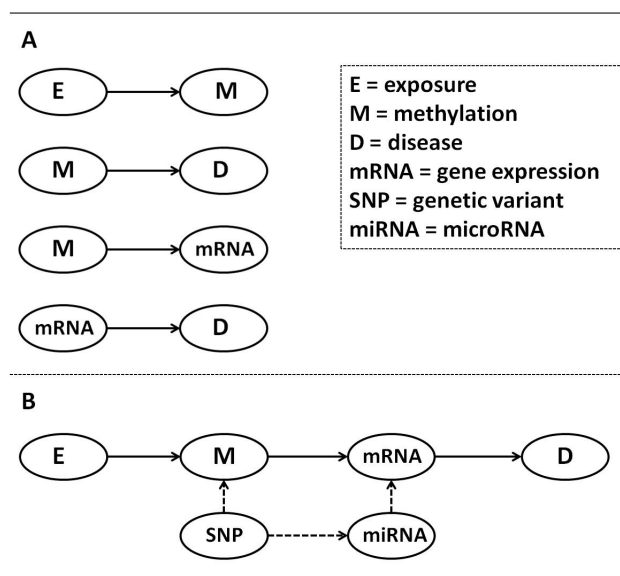 A
E M
E = exposure
M = methylation
D = disease
mRNA = gene expression
SNP = genetic variant
miRNA = microRNA
M D
M mRNA
mRNA D
B
E M mRNA D
SNP miRNA